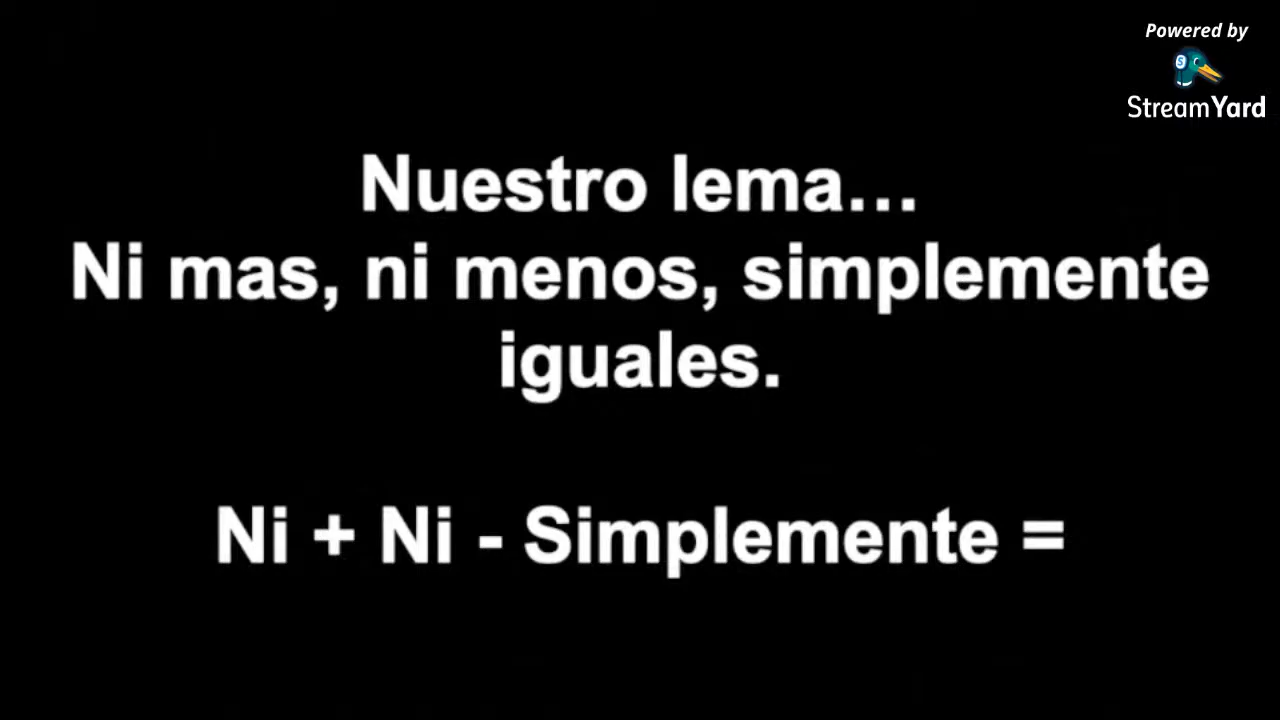 Powered by
StreamYard
Nuestro lema...
Ni mas, ni menos, simplemente
iguales.
Ni + Ni - Simplemente =